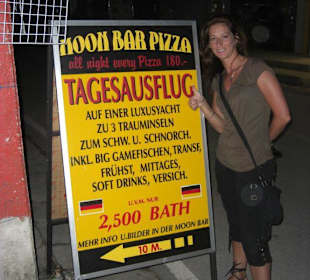 MOON BAR PIZZA
all night every Pizza 180.-
TAGESAUSFLUG
AUF EINER LUXUSYACHT
ZU 3 TRAUMINSELN
ZUM SCHW. U. SCHNORCH.
INKL. BIG GAMEFISCHEN, TRANSF,
FRÜHST, MITTAGES,
SOFT DRINKS, VERSICH.
U.V.M. NUR
2,500 BATH
MEHR INFO U.BILDER IN DER MOON BAR
10 M.